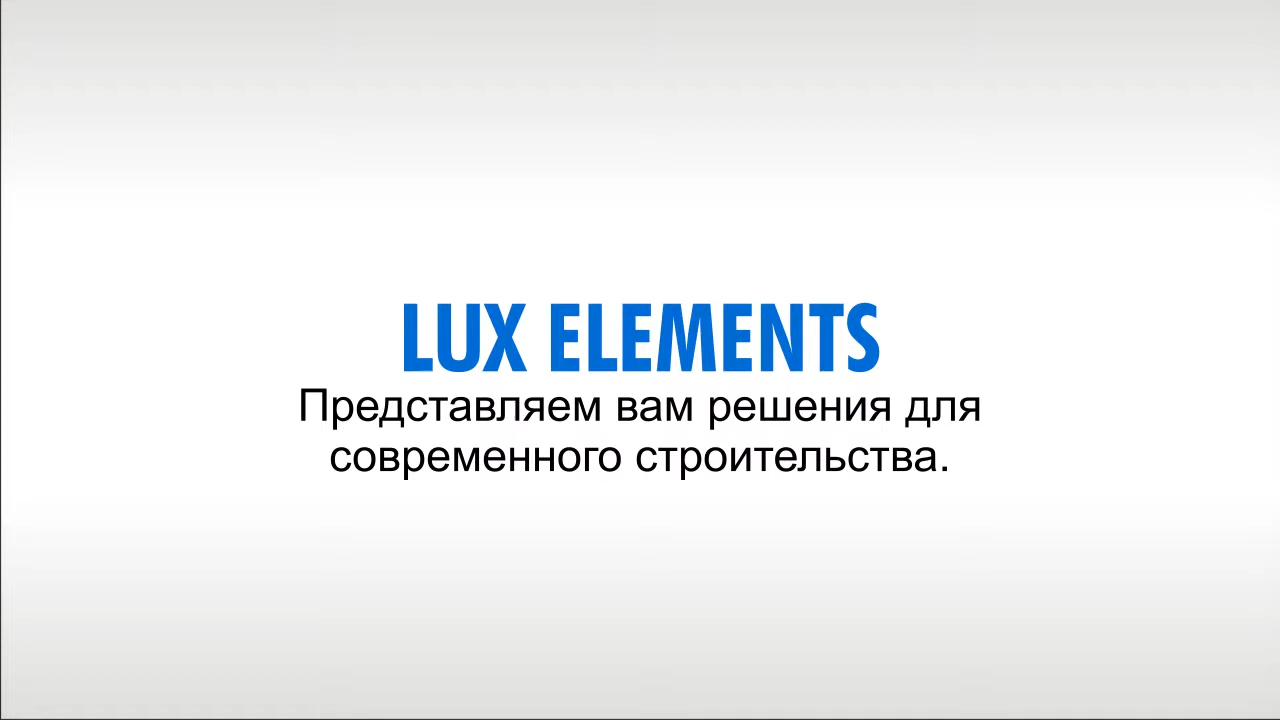 LUX ELEMENTS
Представляем вам решения для
современного строительства.